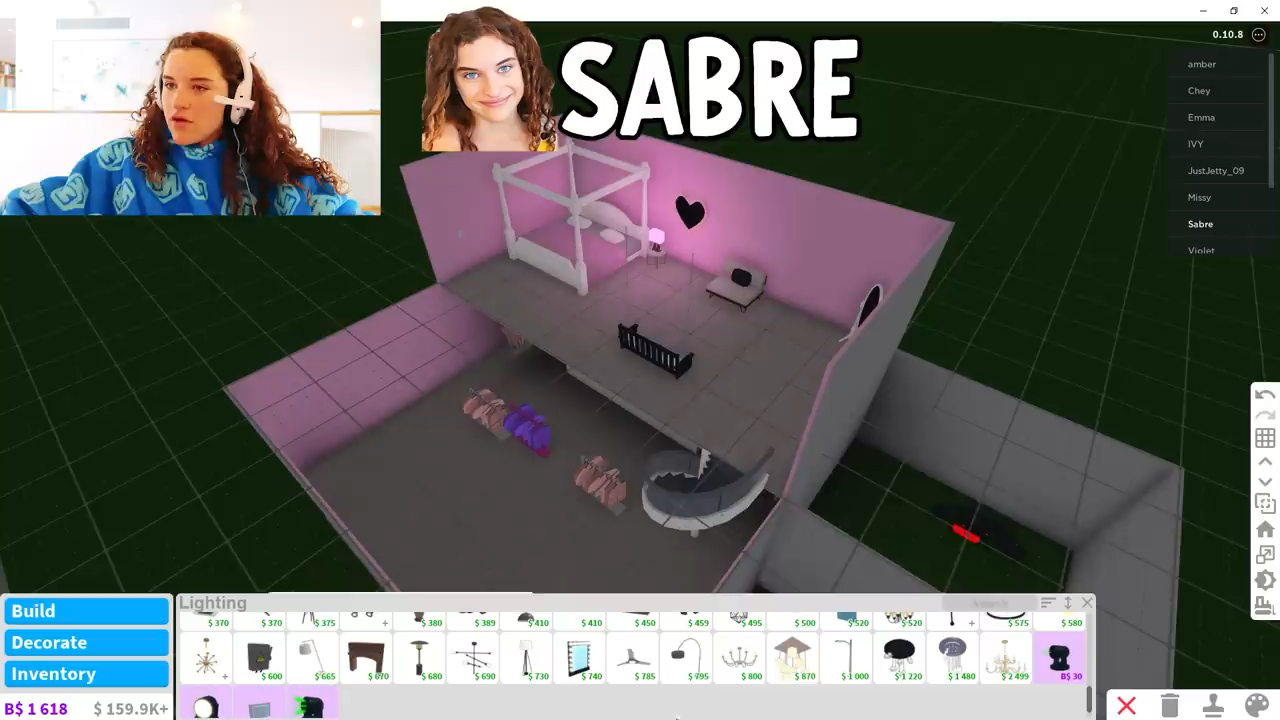 SABRE
0.10.8
amber
Chey
Emma
IVY
JustJetty_09
Missy
Sabre
Violet
Lighting
Build
Decorate
Inventory
B$ 1 618
$ 159.9K+
$ 370
$ 370
$ 375
+
$ 380
$ 389
$ 410
$ 410
$ 450
$ 459
$ 495
$ 500
$ 520
$ 520
+
$ 575
$ 580
+
$ 600
$ 665
$ 670
$ 680
$ 690
$ 730
$ 740
$ 785
$ 795
$ 800
$ 870
$ 1 000
$ 1 220
$ 1 480
$ 2 499
B$ 30